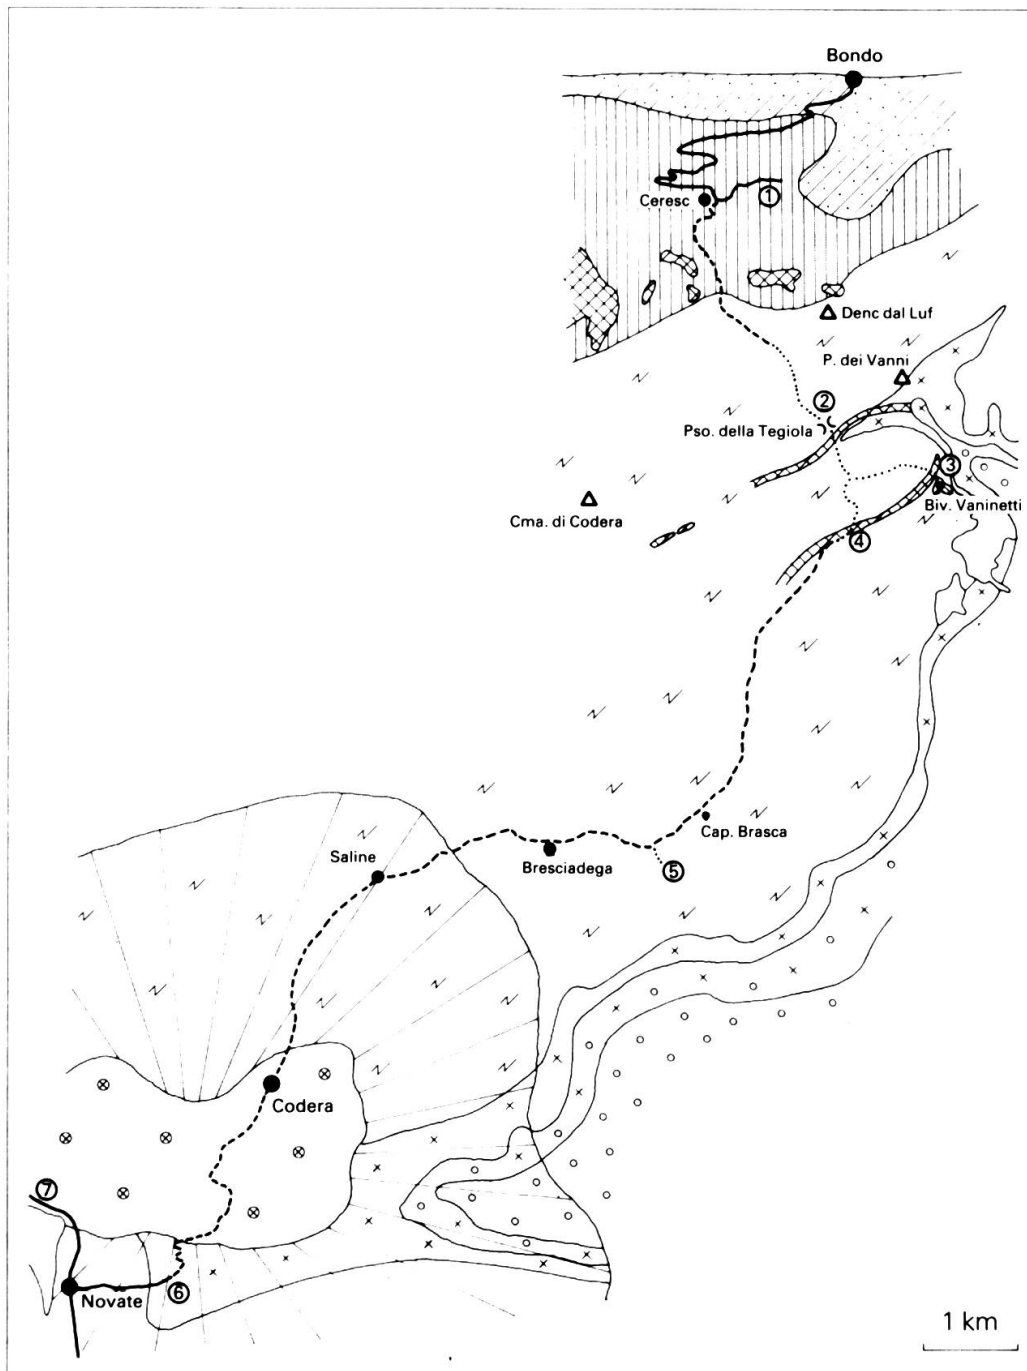 Bondo
Ceresc
1
Denc dal Luf
P. dei Vanni
2
Pso. della Tegiola
3
Biv. Vaninetti
Cma. di Codera
4
Cap. Brasca
Saline
Bresciadega
5
Codera
7
Novate
6
1 km